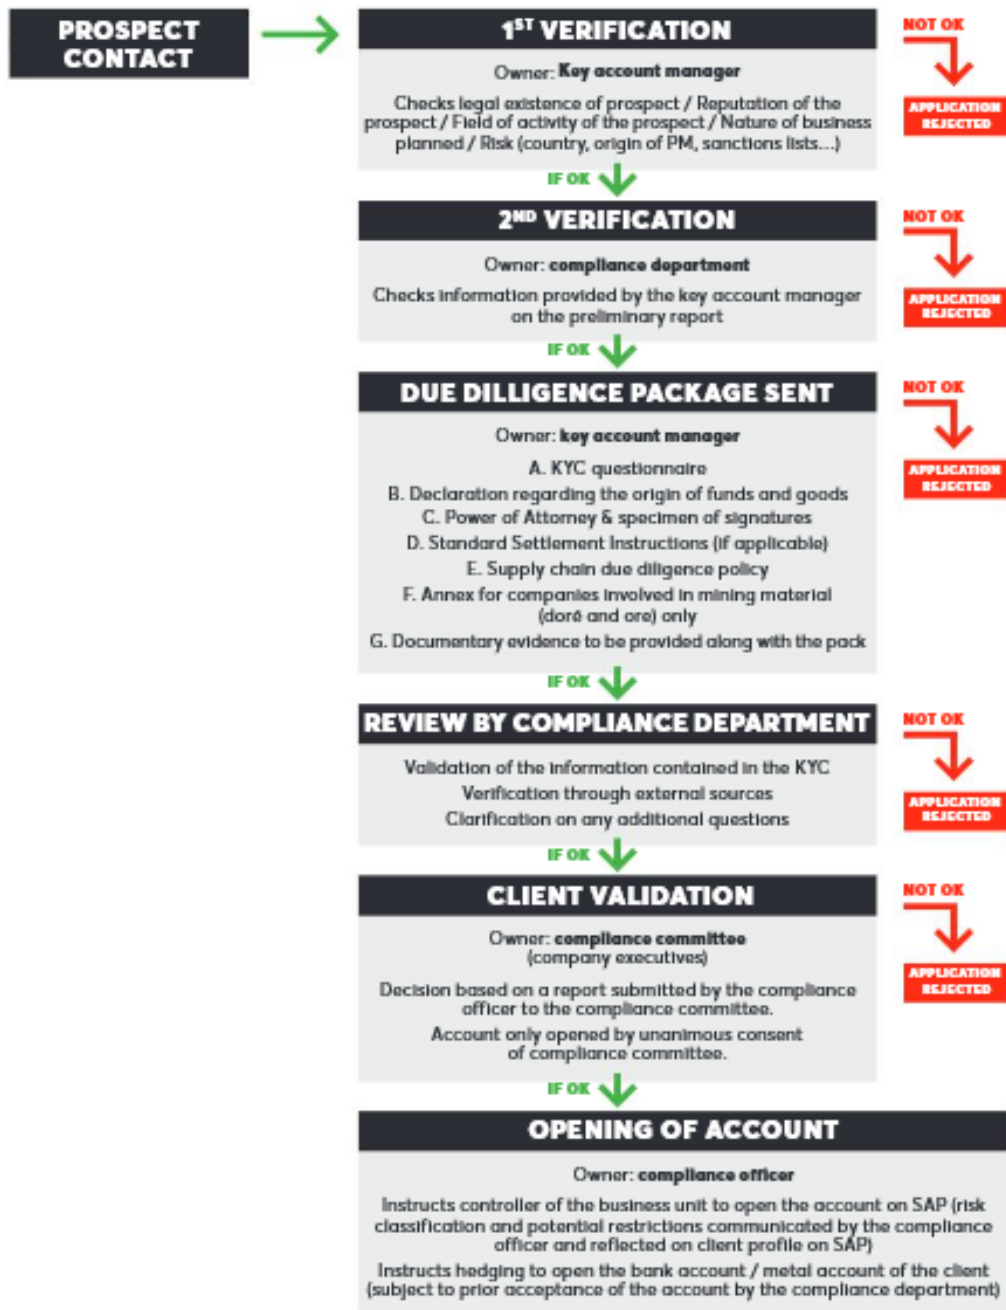 PROSPECT
CONTACT
1ST VERIFICATION
Owner: Key account manager
Checks legal existence of prospect / Reputation of the
prospect / Field of activity of the prospect / Nature of business
planned / Risk (country, origin of PM, sanctions lists...)
NOT OK
APPLICATION
REJECTED
IF OK
2ND VERIFICATION
Owner: compliance department
Checks information provided by the key account manager
on the preliminary report
NOT OK
APPLICATION
REJECTED
IF OK
DUE DILLIGENCE PACKAGE SENT
Owner: key account manager
A. KYC questionnaire
B. Declaration regarding the origin of funds and goods
C. Power of Attorney & specimen of signatures
D. Standard Settlement Instructions (if applicable)
E. Supply chain due diligence policy
F. Annex for companies involved in mining material
(doré and ore) only
G. Documentary evidence to be provided along with the pack
NOT OK
APPLICATION
REJECTED
IF OK
REVIEW BY COMPLIANCE DEPARTMENT
Validation of the information contained in the KYC
Verification through external sources
Clarification on any additional questions
NOT OK
APPLICATION
REJECTED
IF OK
CLIENT VALIDATION
Owner: compliance committee
(company executives)
Decision based on a report submitted by the compliance
officer to the compliance committee.
Account only opened by unanimous consent
of compliance committee.
NOT OK
APPLICATION
REJECTED
IF OK
OPENING OF ACCOUNT
Owner: compliance officer
Instructs controller of the business unit to open the account on SAP (risk
classification and potential restrictions communicated by the compliance
officer and reflected on client profile on SAP)
Instructs hedging to open the bank account / metal account of the client
(subject to prior acceptance of the account by the compliance department)